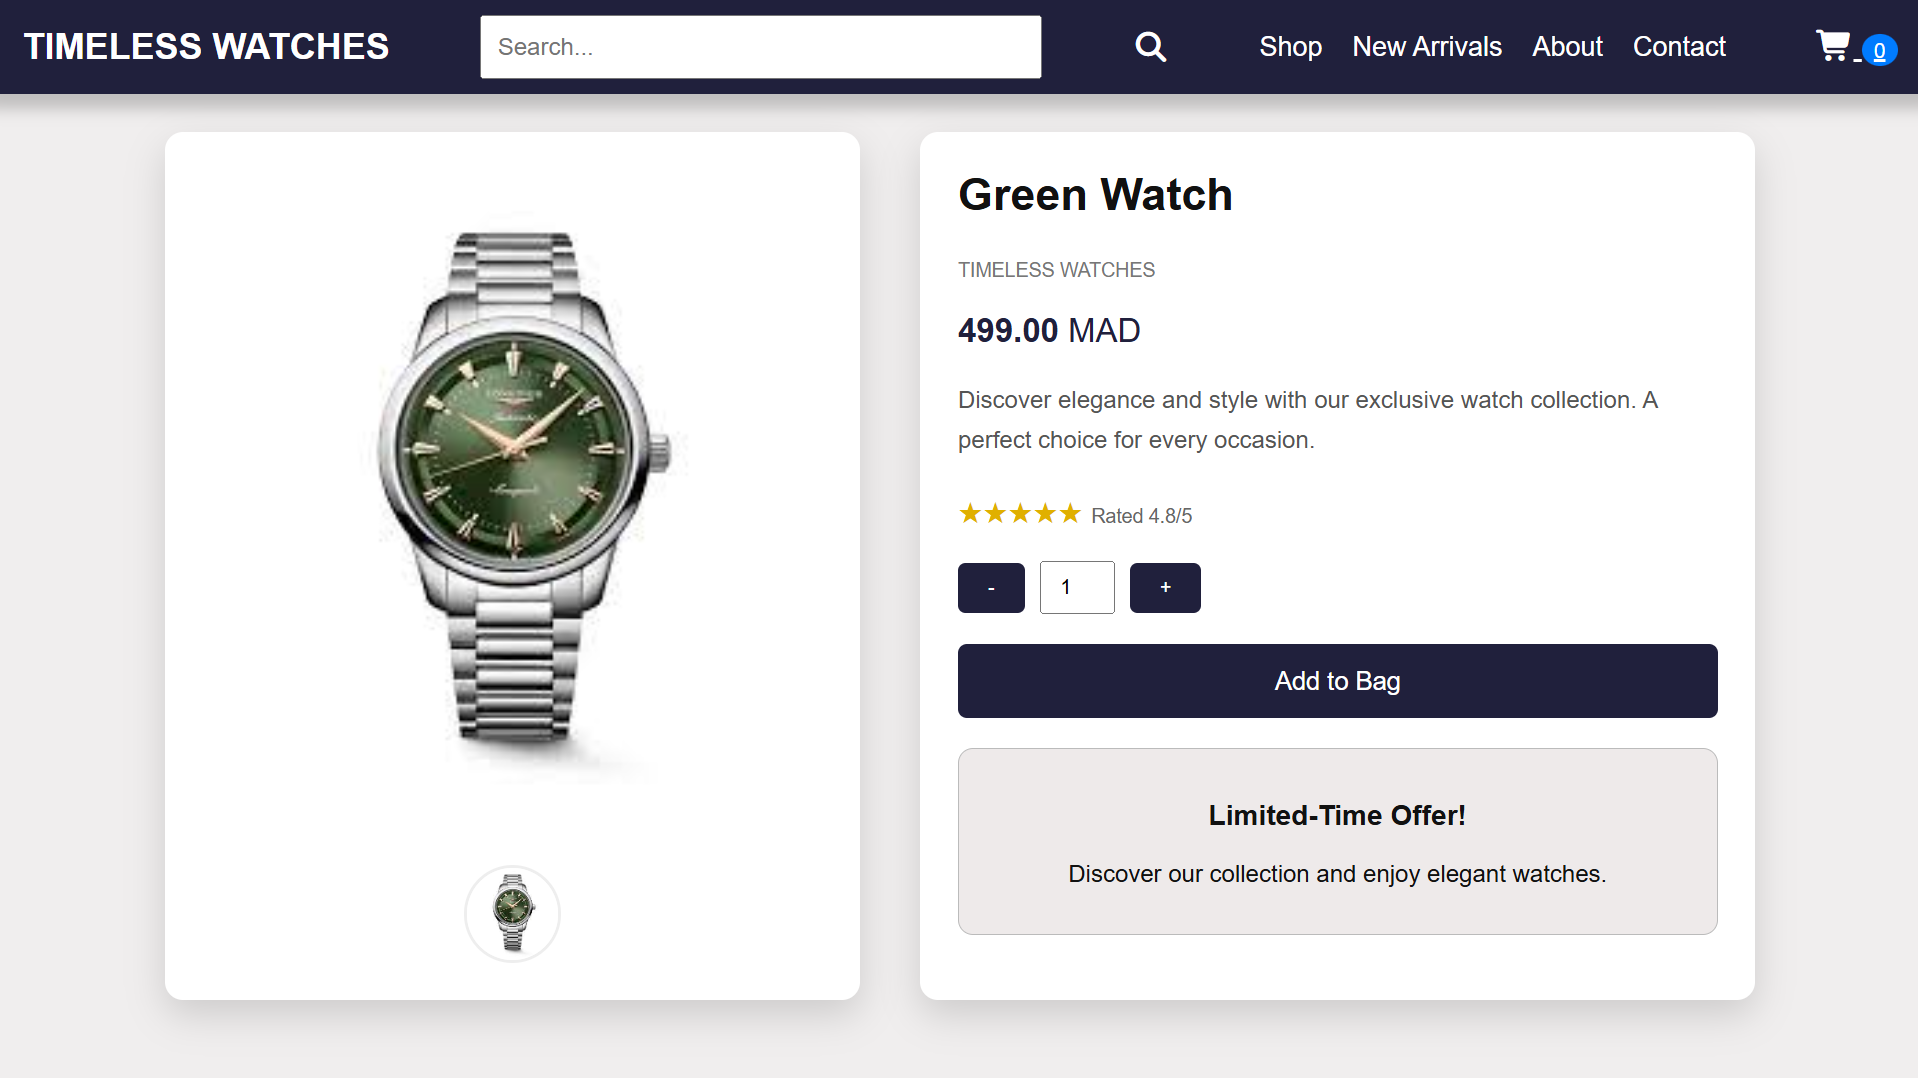 TIMELESS WATCHES
Search...
Shop
New Arrivals
About
Contact
0
Green Watch
TIMELESS WATCHES
499.00 MAD
Discover elegance and style with our exclusive watch collection. A
perfect choice for every occasion.
★★★★★ Rated 4.8/5
- 1 +
Add to Bag
Limited-Time Offer!
Discover our collection and enjoy elegant watches.